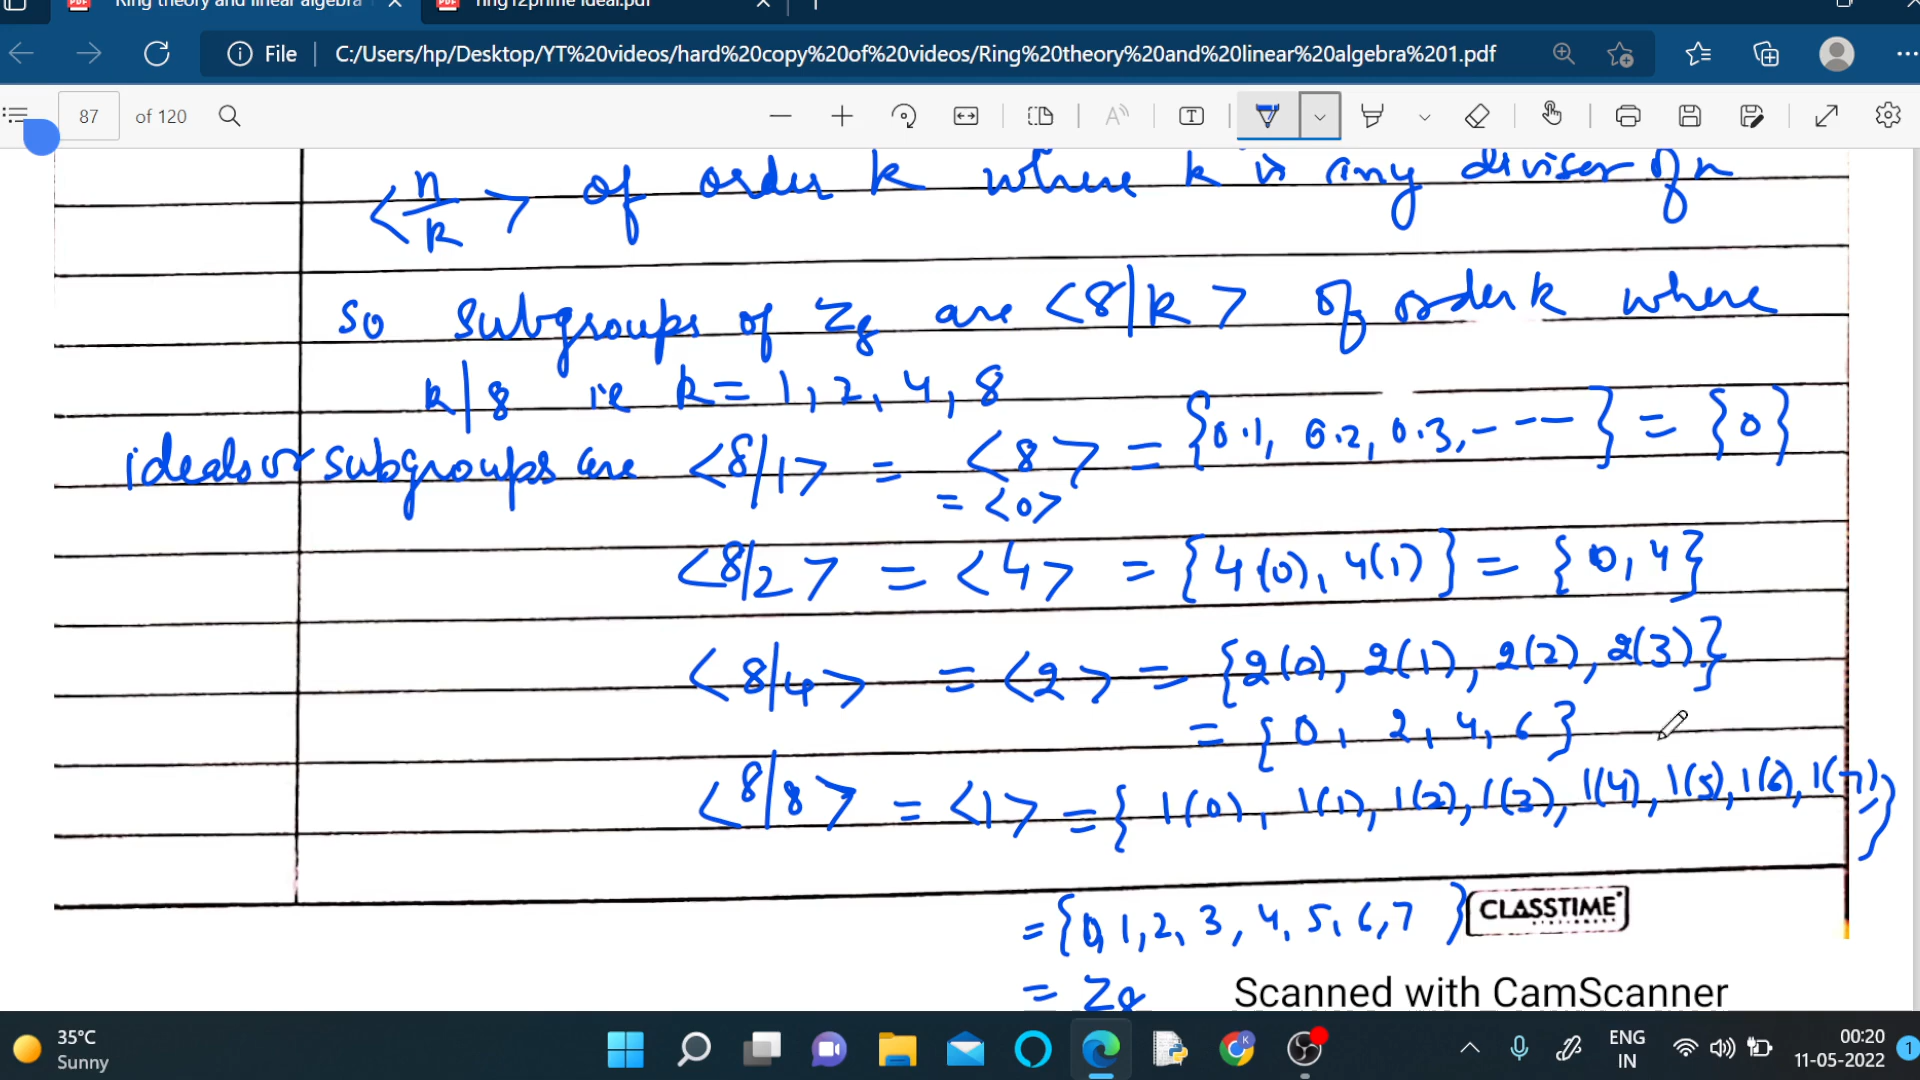 Ring theory and linear algebra
ring12prime ideal.pdf
File C:/Users/hp/Desktop/YT%20videos/hard%20copy%20of%20videos/Ring%20theory%20and%20linear%20algebra%201.pdf
87 of 120
<n/k> of order k where k is any divisor of n
So subgroups of Z8 are <8/k> of order k where
k|8 ie k = 1, 2, 4, 8
ideals or subgroups are <8/1> = <8> = {0.1, 0.2, 0.3, - - - -} = {0}
= <0>
<8/2> = <4> = {4(0), 4(1)} = {0, 4}
<8/4> = <2> = {2(0), 2(1), 2(2), 2(3)}
= {0, 2, 4, 6}
<8/8> = <1> = {1(0), 1(1), 1(2), 1(3), 1(4), 1(5), 1(6), 1(7)}
= {0, 1, 2, 3, 4, 5, 6, 7}
CLASSTIME
= Z8
Scanned with CamScanner
35°C
Sunny
ENG
IN
00:20
11-05-2022
1